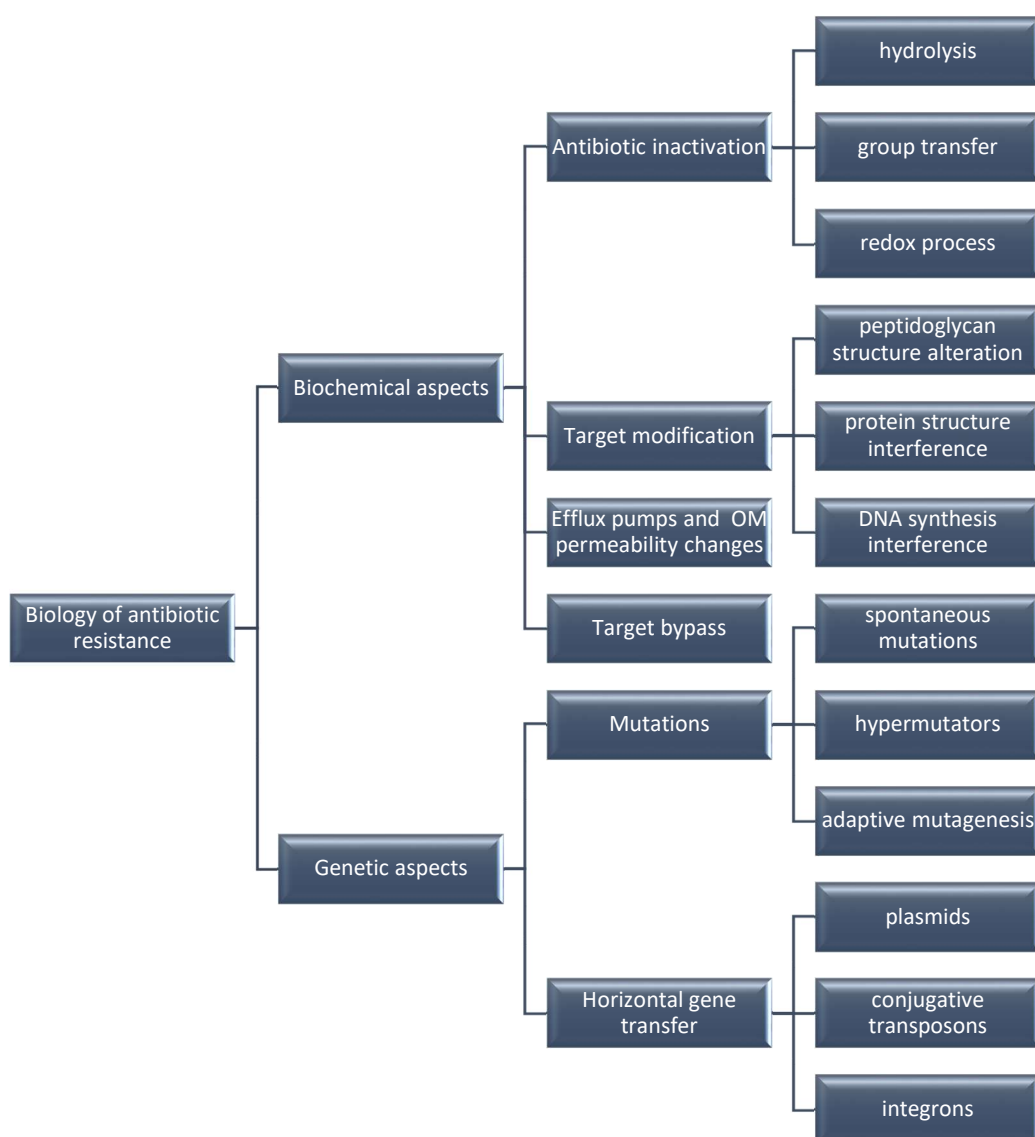 hydrolysis
Antibiotic inactivation
group transfer
redox process
peptidoglycan
structure alteration
Biochemical aspects
Target modification
protein structure
interference
Efflux pumps and  OM
permeability changes
DNA synthesis
interference
Biology of antibiotic
resistance
Target bypass
spontaneous
mutations
Mutations
hypermutators
adaptive mutagenesis
Genetic aspects
plasmids
Horizontal gene
transfer
conjugative
transposons
integrons